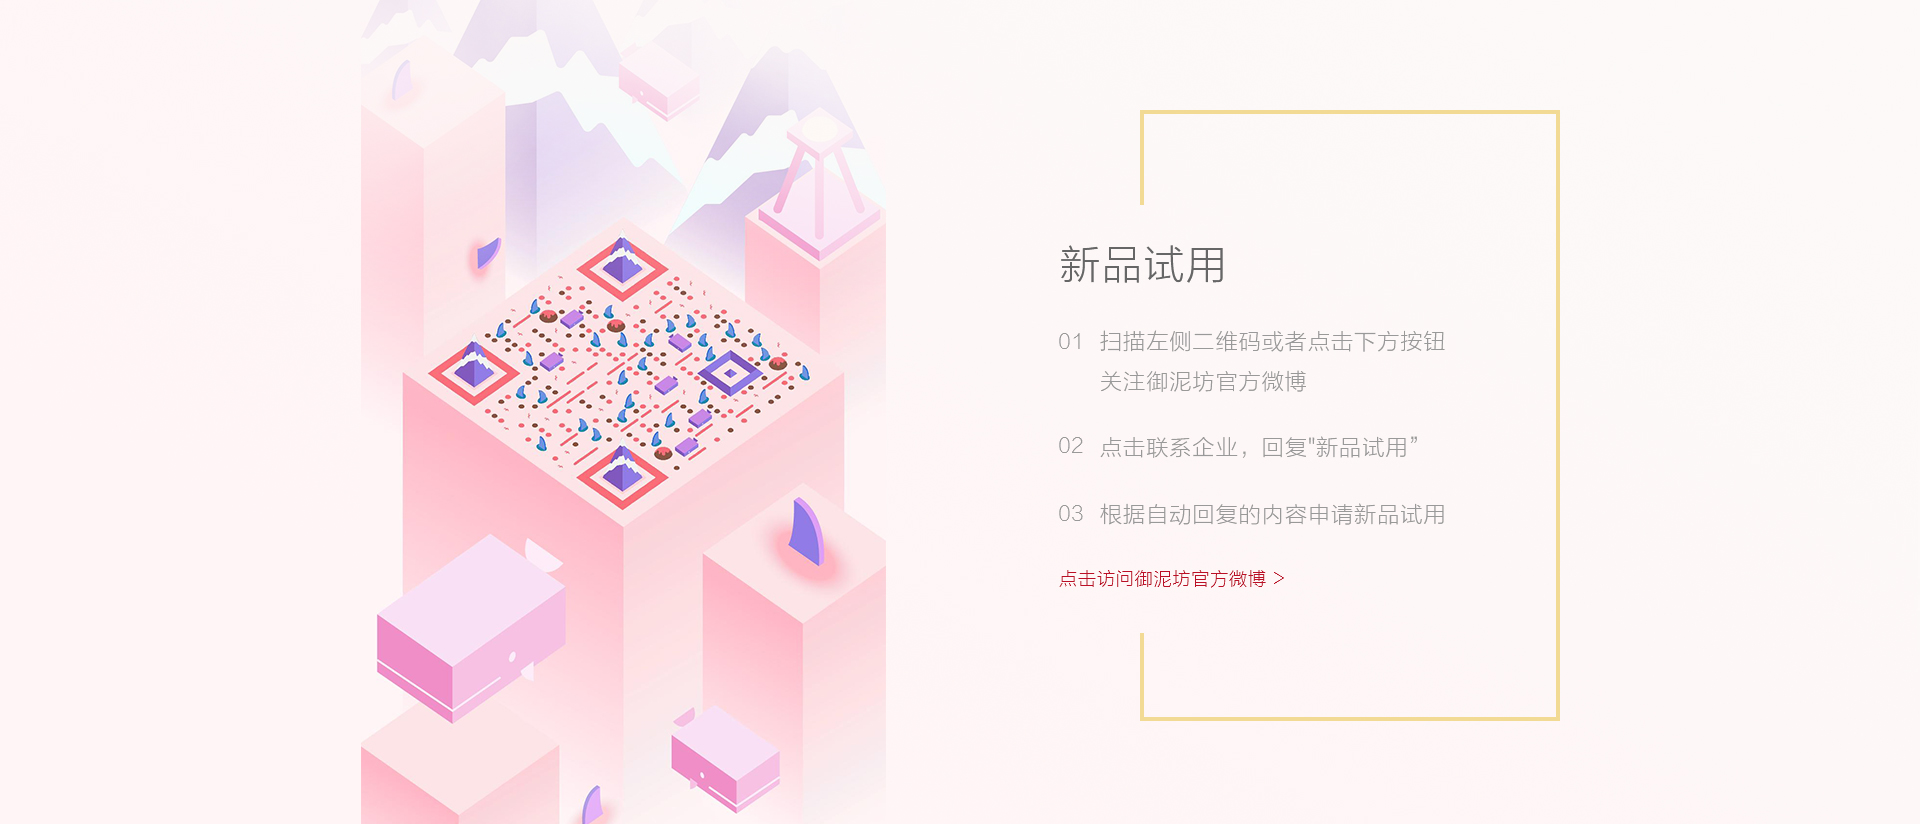 新品试用
01 扫描左侧二维码或者点击下方按钮
关注御泥坊官方微博
02 点击联系企业，回复"新品试用”
03 根据自动回复的内容申请新品试用
点击访问御泥坊官方微博 >